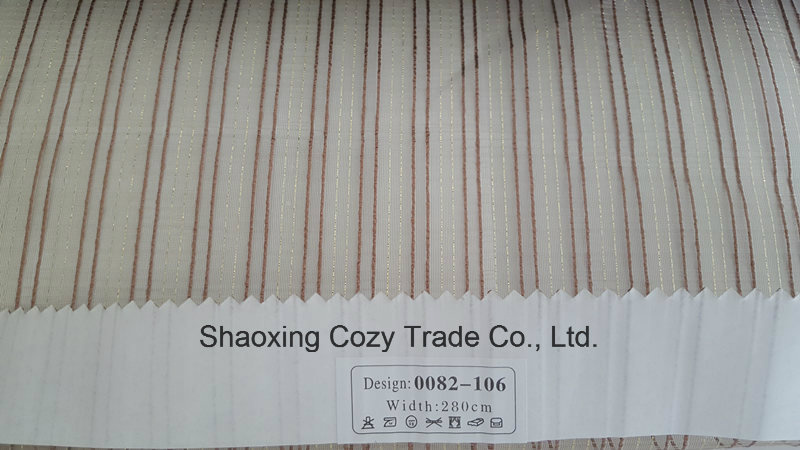 Shaoxing Cozy Trade Co., Ltd.
Design: 0082-106
Width:280cm